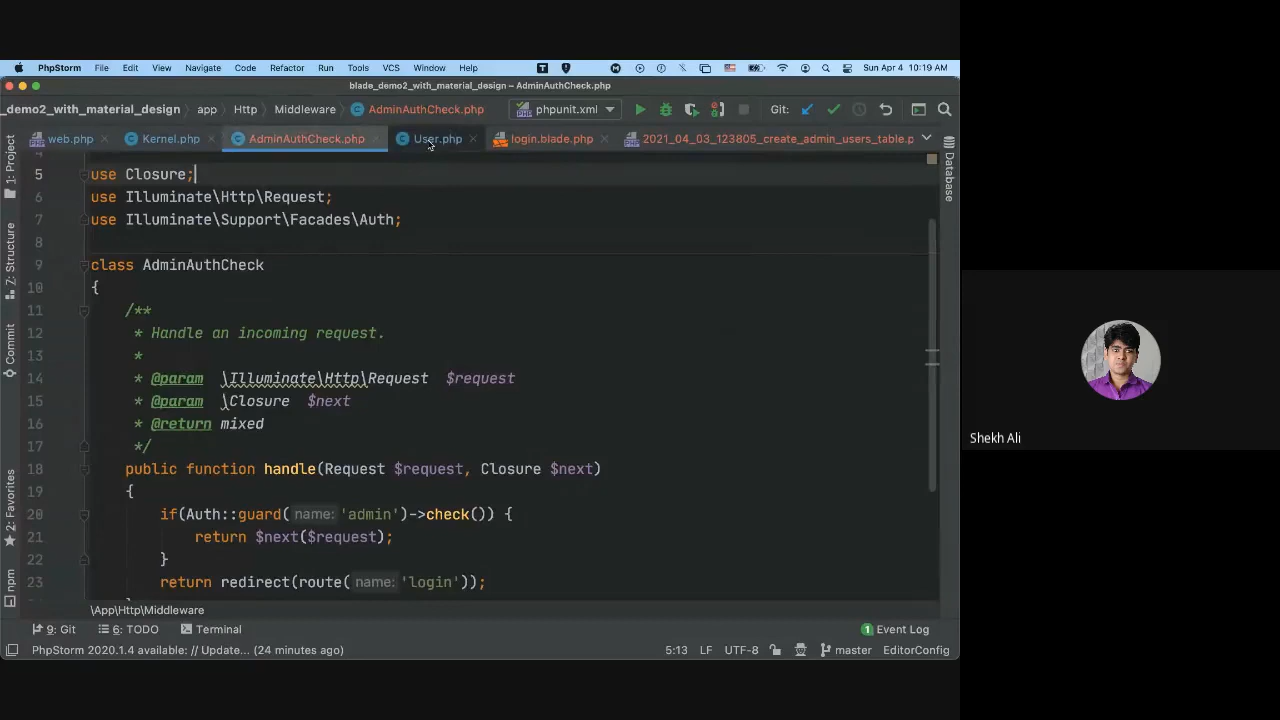 PhpStorm File Edit View Navigate Code Refactor Run Tools VCS Window Help Sun Apr 4 10:19 AM
blade_demo2_with_material_design – AdminAuthCheck.php
_demo2_with_material_design app Http Middleware AdminAuthCheck.php phpunit.xml Git:
web.php Kernel.php AdminAuthCheck.php User.php login.blade.php 2021_04_03_123805_create_admin_users_table.p
1: Project
Z: Structure
Commit
2: Favorites
npm
Database
4
5 use Closure;
6 use Illuminate\Http\Request;
7 use Illuminate\Support\Facades\Auth;
8
9 class AdminAuthCheck
10 {
11 /**
12 * Handle an incoming request.
13 *
14 * @param \Illuminate\Http\Request $request
15 * @param \Closure $next
16 * @return mixed
17 */
18 public function handle(Request $request, Closure $next)
19 {
20 if(Auth::guard( name: 'admin')->check()) {
21 return $next($request);
22 }
23 return redirect(route( name: 'login'));
\App\Http\Middleware
9: Git 6: TODO Terminal 1 Event Log
PhpStorm 2020.1.4 available: // Update... (24 minutes ago) 5:13 LF UTF-8 master EditorConfig
Shekh Ali